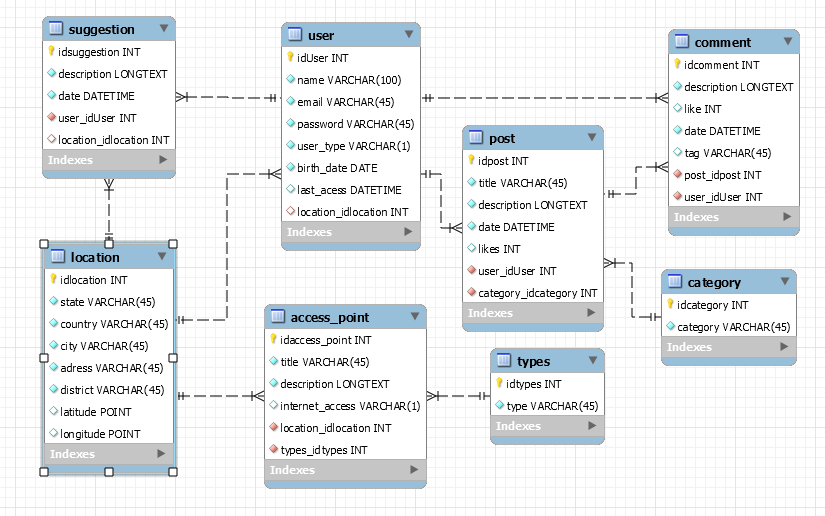 suggestion
idsuggestion INT
description LONGTEXT
date DATETIME
user_idUser INT
location_idlocation INT
Indexes
user
idUser INT
name VARCHAR(100)
email VARCHAR(45)
password VARCHAR(45)
user_type VARCHAR(1)
birth_date DATE
last_acess DATETIME
location_idlocation INT
Indexes
comment
idcomment INT
description LONGTEXT
like INT
date DATETIME
tag VARCHAR(45)
post_idpost INT
user_idUser INT
Indexes
post
idpost INT
title VARCHAR(45)
description LONGTEXT
date DATETIME
likes INT
user_idUser INT
category_idcategory INT
Indexes
location
idlocation INT
state VARCHAR(45)
country VARCHAR(45)
city VARCHAR(45)
adress VARCHAR(45)
district VARCHAR(45)
latitude POINT
longitude POINT
Indexes
access_point
idaccess_point INT
title VARCHAR(45)
description LONGTEXT
internet_access VARCHAR(1)
location_idlocation INT
types_idtypes INT
Indexes
category
idcategory INT
category VARCHAR(45)
Indexes
types
idtypes INT
type VARCHAR(45)
Indexes